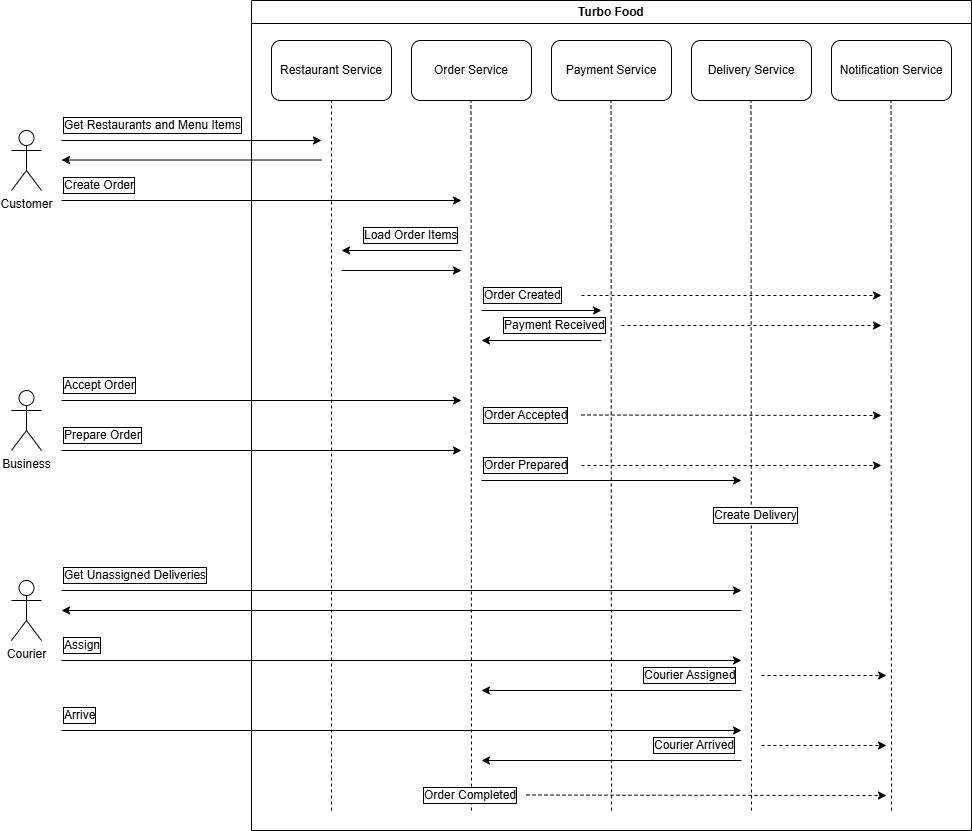 Turbo Food
Restaurant Service
Order Service
Payment Service
Delivery Service
Notification Service
Get Restaurants and Menu Items
Customer
Create Order
Load Order Items
Order Created
Payment Received
Accept Order
Order Accepted
Prepare Order
Business
Order Prepared
Create Delivery
Get Unassigned Deliveries
Courier
Assign
Courier Assigned
Arrive
Courier Arrived
Order Completed